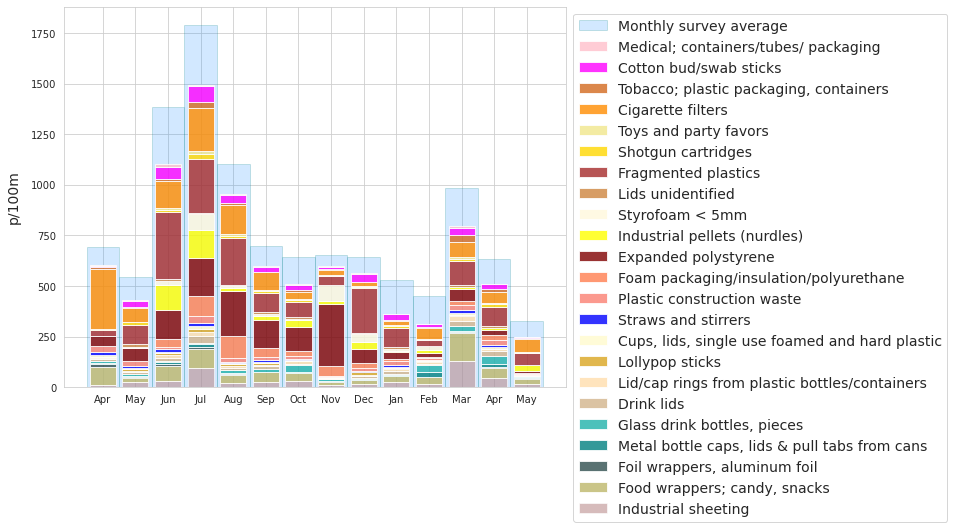 p/100m
1750
1500
1250
1000
750
500
250
0
Apr May Jun Jul Aug Sep Oct Nov Dec Jan Feb Mar Apr May
Monthly survey average
Medical; containers/tubes/ packaging
Cotton bud/swab sticks
Tobacco; plastic packaging, containers
Cigarette filters
Toys and party favors
Shotgun cartridges
Fragmented plastics
Lids unidentified
Styrofoam < 5mm
Industrial pellets (nurdles)
Expanded polystyrene
Foam packaging/insulation/polyurethane
Plastic construction waste
Straws and stirrers
Cups, lids, single use foamed and hard plastic
Lollypop sticks
Lid/cap rings from plastic bottles/containers
Drink lids
Glass drink bottles, pieces
Metal bottle caps, lids & pull tabs from cans
Foil wrappers, aluminum foil
Food wrappers; candy, snacks
Industrial sheeting